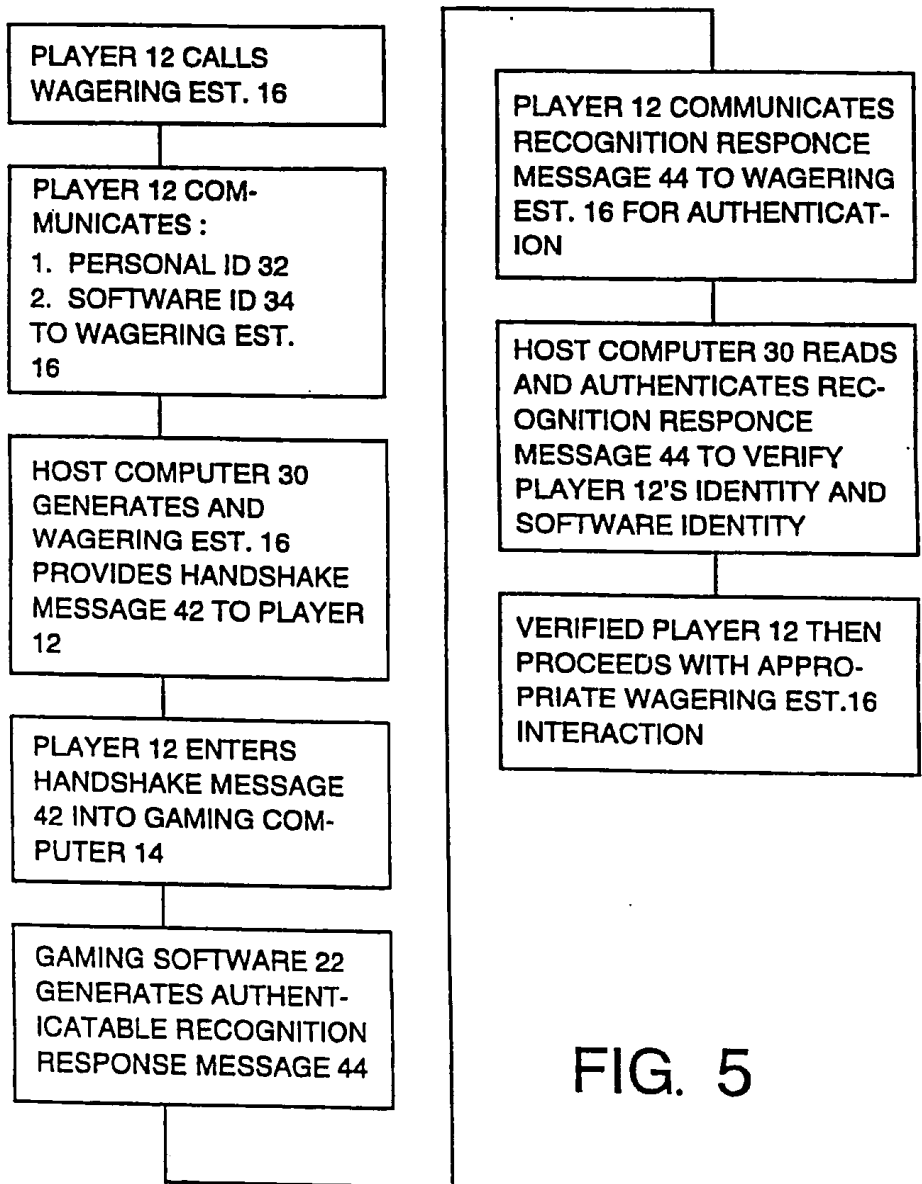 PLAYER 12 CALLS
WAGERING EST. 16
PLAYER 12 COM-
MUNICATES :
1. PERSONAL ID 32
2. SOFTWARE ID 34
TO WAGERING EST.
16
HOST COMPUTER 30
GENERATES AND
WAGERING EST. 16
PROVIDES HANDSHAKE
MESSAGE 42 TO PLAYER
12
PLAYER 12 ENTERS
HANDSHAKE MESSAGE
42 INTO GAMING COM-
PUTER 14
GAMING SOFTWARE 22
GENERATES AUTHENT-
ICATABLE RECOGNITION
RESPONSE MESSAGE 44
PLAYER 12 COMMUNICATES
RECOGNITION RESPONCE
MESSAGE 44 TO WAGERING
EST. 16 FOR AUTHENTICAT-
ION
HOST COMPUTER 30 READS
AND AUTHENTICATES REC-
OGNITION RESPONCE
MESSAGE 44 TO VERIFY
PLAYER 12'S IDENTITY AND
SOFTWARE IDENTITY
VERIFIED PLAYER 12 THEN
PROCEEDS WITH APPRO-
PRIATE WAGERING EST.16
INTERACTION
FIG. 5